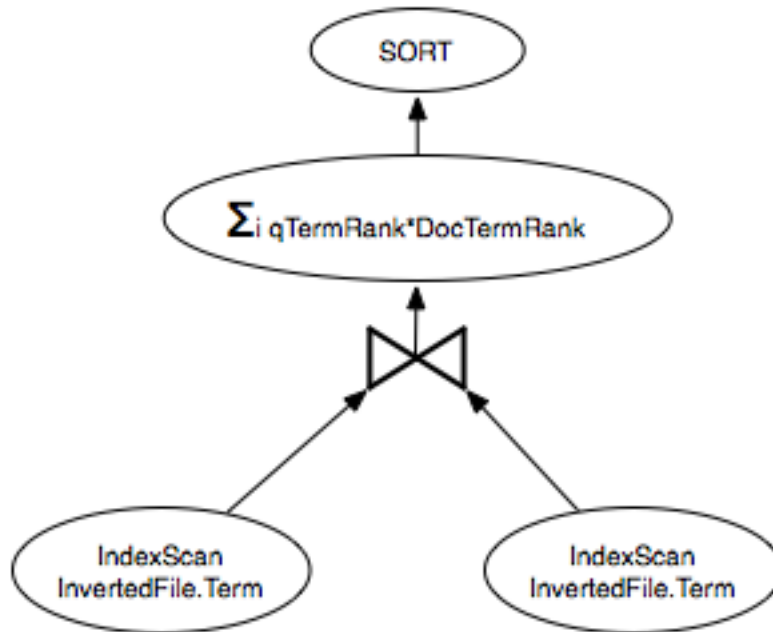 SORT
Σi qTermRank*DocTermRank
IndexScan
InvertedFile.Term
IndexScan
InvertedFile.Term